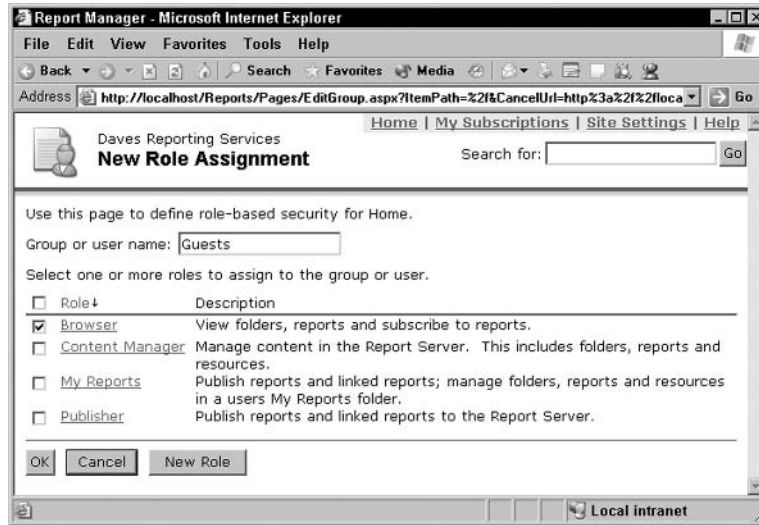 Report Manager - Microsoft Internet Explorer
File Edit View Favorites Tools Help
Back Search Favorites Media
Address http://localhost/Reports/Pages/EditGroup.aspx?ItemPath=%2f&CancelUrl=http%3a%2f%2floca Go
Home | My Subscriptions | Site Settings | Help
Daves Reporting Services
New Role Assignment
Search for: Go
Use this page to define role-based security for Home.
Group or user name: Guests
Select one or more roles to assign to the group or user.
Role↓ Description
Browser View folders, reports and subscribe to reports.
Content Manager Manage content in the Report Server. This includes folders, reports and
resources.
My Reports Publish reports and linked reports; manage folders, reports and resources
in a users My Reports folder.
Publisher Publish reports and linked reports to the Report Server.
OK Cancel New Role
Local intranet